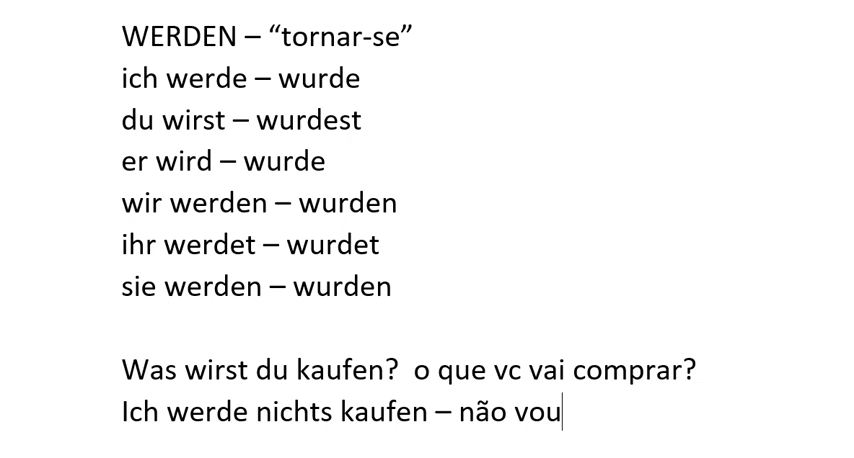 WERDEN – “tornar-se”
ich werde – wurde
du wirst – wurdest
er wird – wurde
wir werden – wurden
ihr werdet – wurdet
sie werden – wurden
Was wirst du kaufen?  o que vc vai comprar?
Ich werde nichts kaufen – não vou